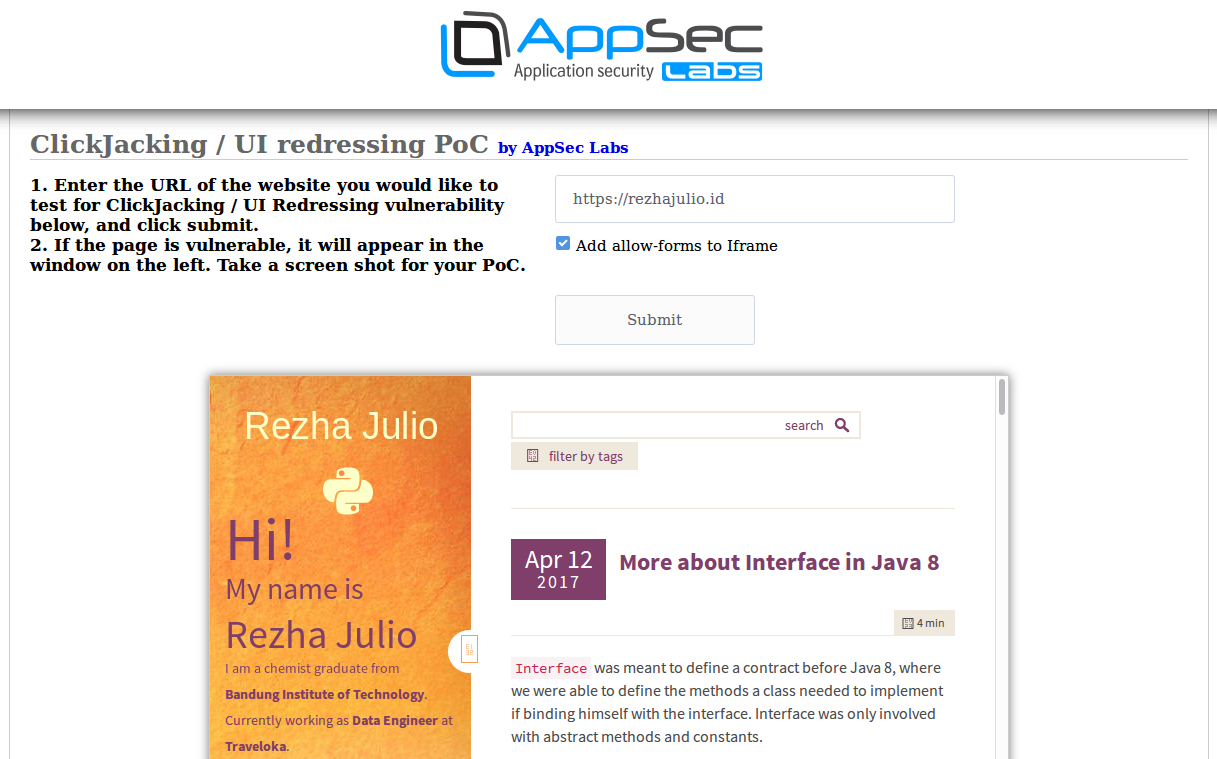 AppSec
Application security Labs
ClickJacking / UI redressing PoC by AppSec Labs
1. Enter the URL of the website you would like to
test for ClickJacking / UI Redressing vulnerability
below, and click submit.
2. If the page is vulnerable, it will appear in the
window on the left. Take a screen shot for your PoC.
https://rezhajulio.id
Add allow-forms to Iframe
Submit
Rezha Julio
Hi!
My name is
Rezha Julio
I am a chemist graduate from
Bandung Institute of Technology.
Currently working as Data Engineer at
Traveloka.
search
filter by tags
Apr 12
2017
More about Interface in Java 8
4 min
Interface was meant to define a contract before Java 8, where
we were able to define the methods a class needed to implement
if binding himself with the interface. Interface was only involved
with abstract methods and constants.